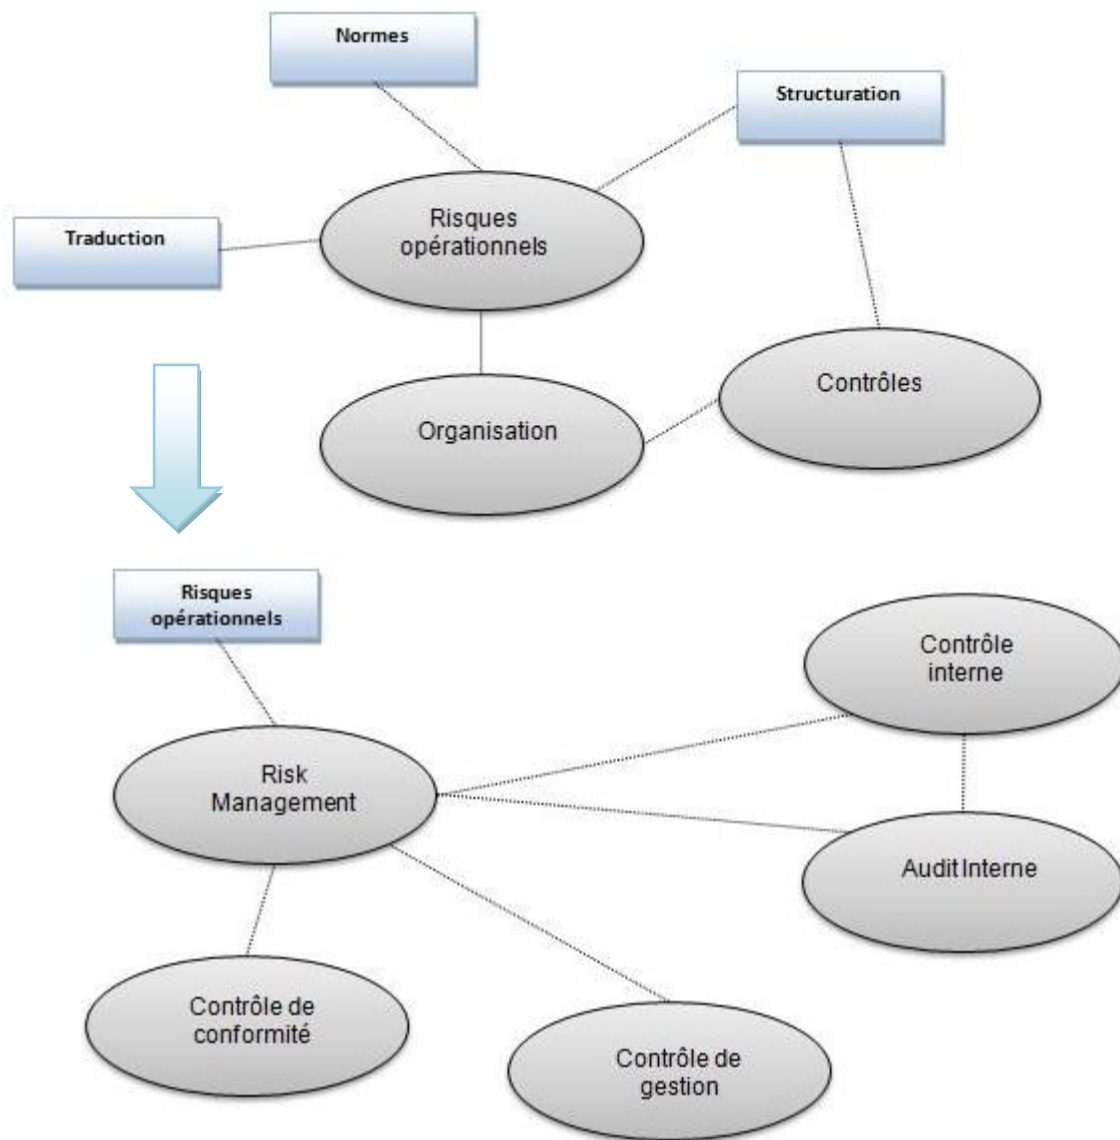 Normes
Structuration
Risques
opérationnels
Traduction
Contrôles
Organisation
Risques
opérationnels
Contrôle
interne
Risk
Management
Audit Interne
Contrôle de
conformité
Contrôle de
gestion